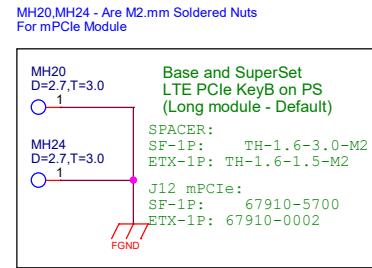 MH20,MH24 - Are M2.mm Soldered Nuts
For mPCIe Module
MH20
D=2.7,T=3.0
1
MH24
D=2.7,T=3.0
1
FGND
Base and SuperSet
LTE PCIe KeyB on PS
(Long module - Default)
SPACER:
SF-1P: TH-1.6-3.0-M2
ETX-1P: TH-1.6-1.5-M2
J12 mPCIe:
SF-1P: 67910-5700
ETX-1P: 67910-0002